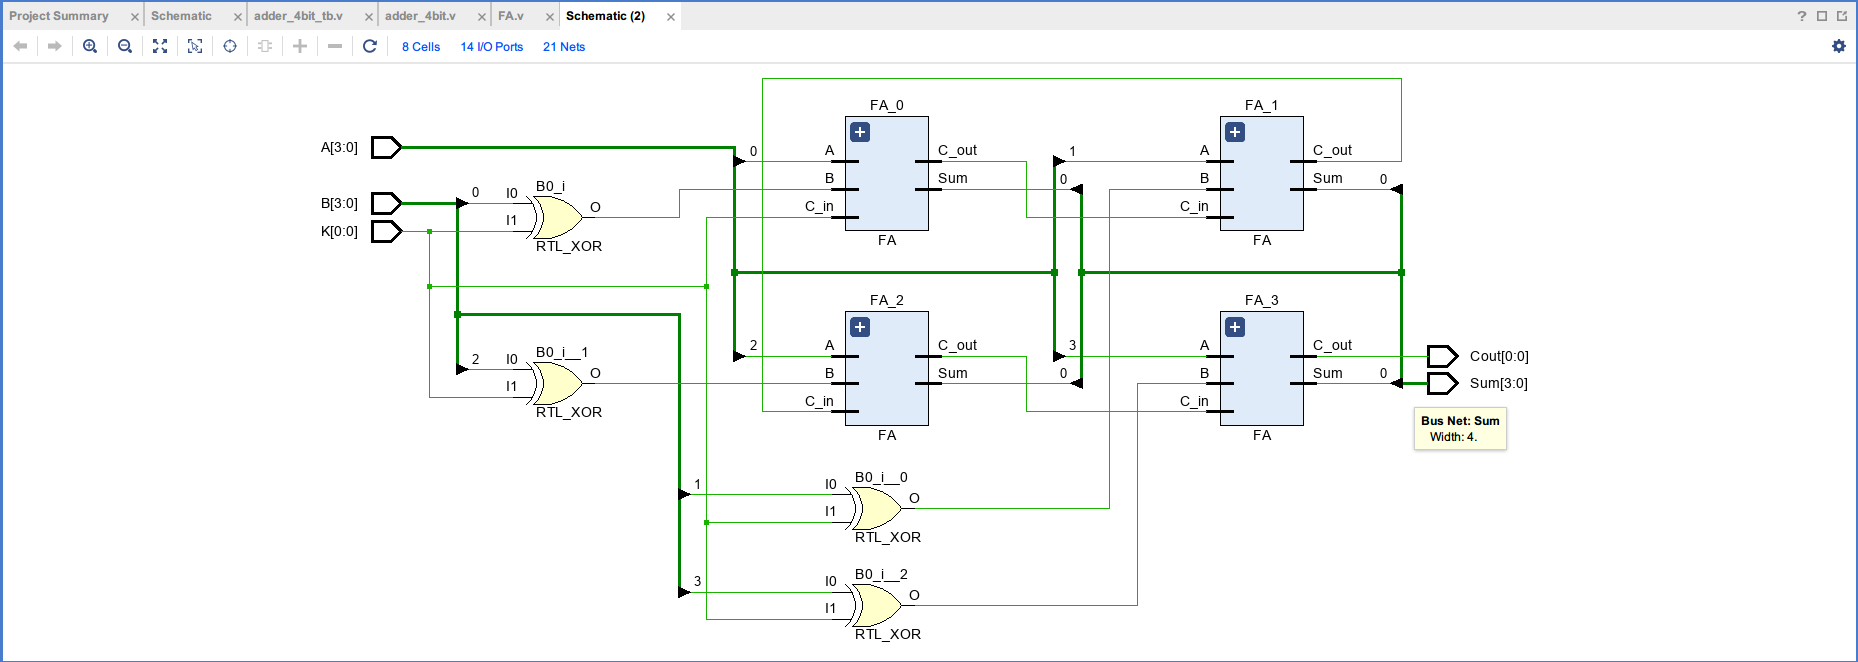 Project Summary Schematic adder_4bit_tb.v adder_4bit.v FA.v Schematic (2) ?
8 Cells 14 I/O Ports 21 Nets
FA_0 FA_1
A[3:0] 0 A C_out 1 A C_out
B[3:0] 0 I0 B0_i B Sum 0 B Sum 0
K[0:0] I1 O C_in C_in
RTL_XOR FA FA
FA_2 FA_3
2 I0 B0_i__1 2 A C_out 3 A C_out Cout[0:0]
I1 O B Sum 0 B Sum 0 Sum[3:0]
RTL_XOR C_in C_in
FA FA
Bus Net: Sum
Width: 4.
1 I0 B0_i__0
I1 O
RTL_XOR
3 I0 B0_i__2
I1 O
RTL_XOR